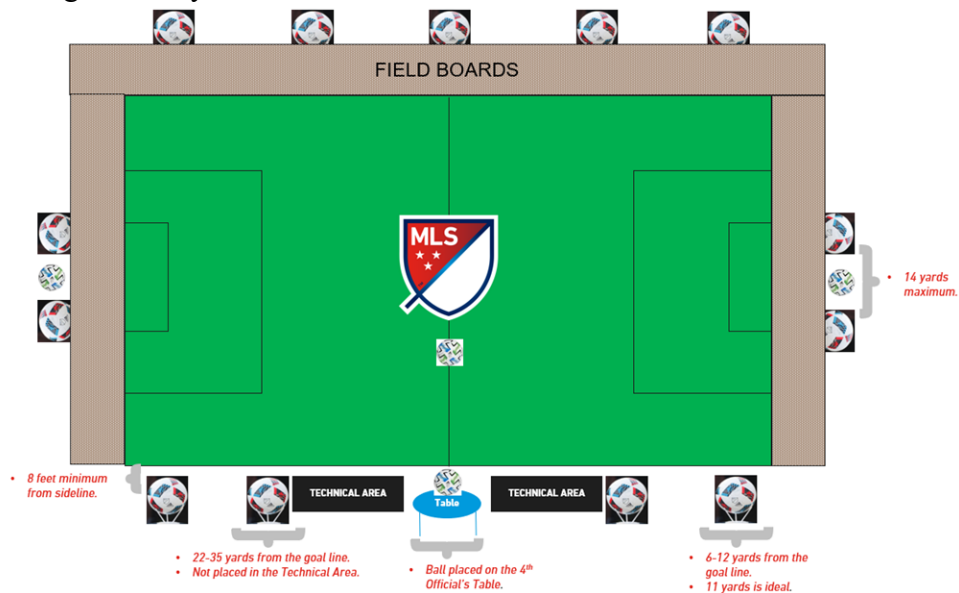 FIELD BOARDS
MLS
• 14 yards
maximum.
• 8 feet minimum
from sideline.
TECHNICAL AREA
Table
TECHNICAL AREA
• 22-35 yards from the goal line.
• Not placed in the Technical Area.
• Ball placed on the 4th
Official's Table.
• 6-12 yards from the
goal line.
• 11 yards is ideal.